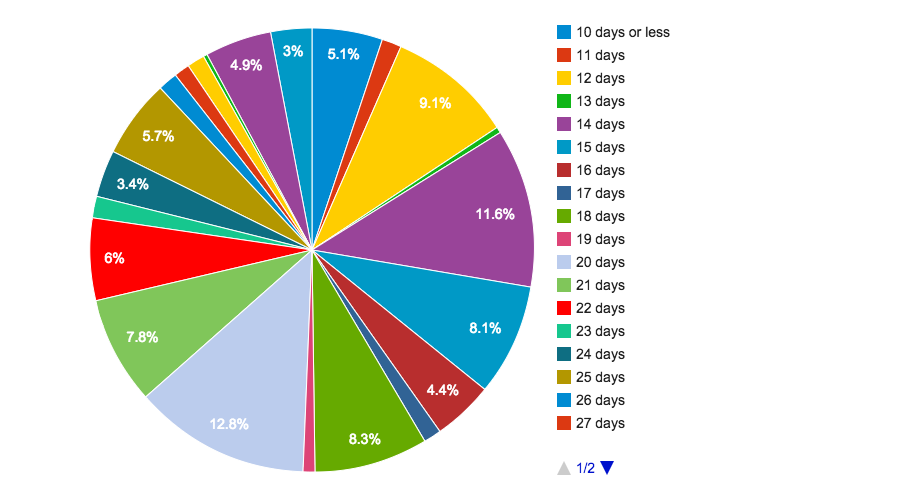 5.1%
9.1%
11.6%
8.1%
4.4%
8.3%
12.8%
7.8%
6%
3.4%
5.7%
4.9%
3%
10 days or less
11 days
12 days
13 days
14 days
15 days
16 days
17 days
18 days
19 days
20 days
21 days
22 days
23 days
24 days
25 days
26 days
27 days
1/2